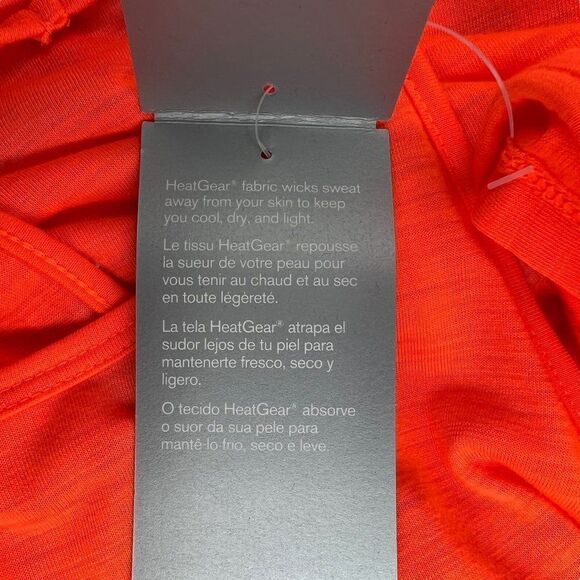 HeatGear® fabric wicks sweat
away from your skin to keep
you cool, dry, and light.
Le tissu HeatGear® repousse
la sueur de votre peau pour
vous tenir au chaud et au sec
en toute légèreté.
La tela HeatGear® atrapa el
sudor lejos de tu piel para
mantenerte fresco, seco y
ligero.
O tecido HeatGear® absorve
o suor da sua pele para
mantê-lo frio, seco e leve.